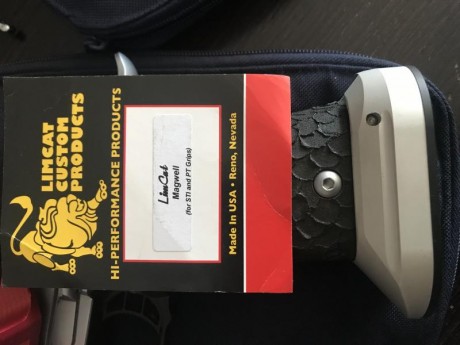 LIMCAT
CUSTOM
PRODUCTS
HI-PERFORMANCE PRODUCTS
LimCat
Magwell
(for STI and PT Grips)
Made In USA • Reno, Nevada